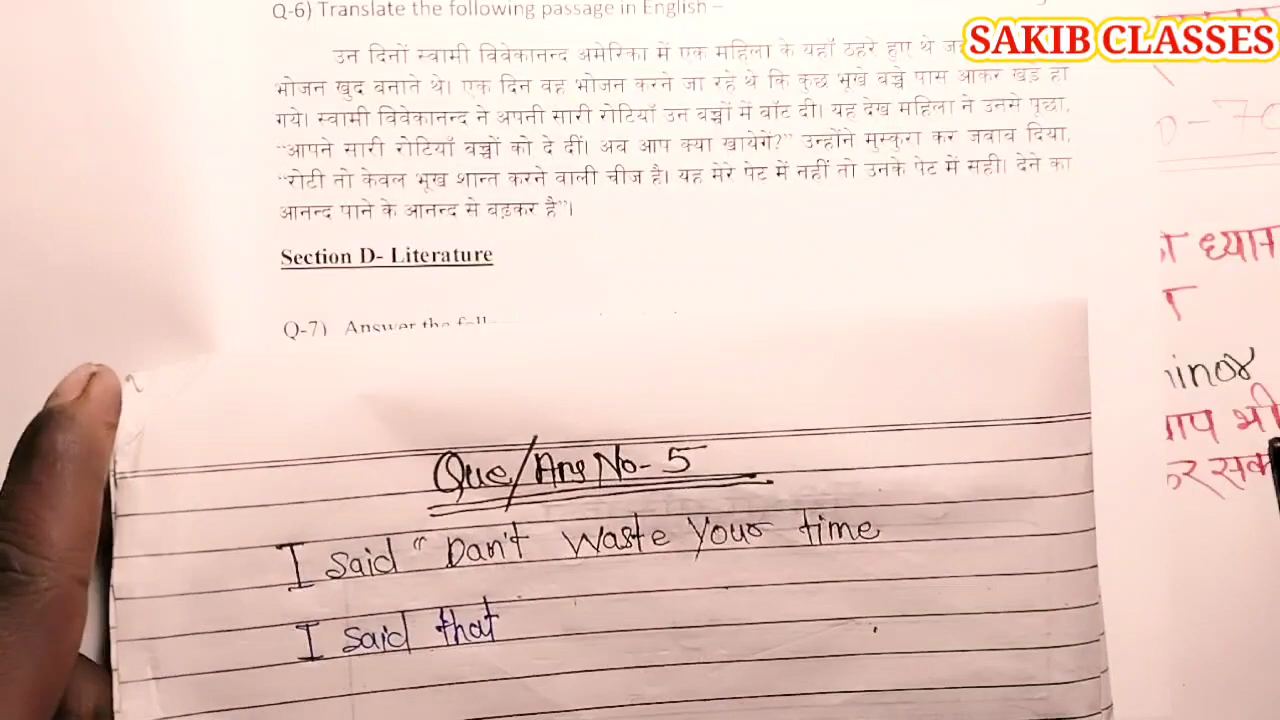 Q-6) Translate the following passage in English –
SAKIB CLASSES
उन दिनों स्वामी विवेकानन्द अमेरिका में एक महिला के यहाँ ठहरे हुए थे
भोजन खुद बनाते थे। एक दिन वह भोजन करने जा रहे थे कि कुछ भूखे बच्चे पास आकर खड़े हो
गये। स्वामी विवेकानन्द ने अपनी सारी रोटियाँ उन बच्चों में बाँट दी। यह देख महिला ने उनसे पूछा,
"आपने सारी रोटियाँ बच्चों को दे दीं। अब आप क्या खायेगें?" उन्होंने मुस्कुरा कर जवाव दिया,
"रोटी तो केवल भूख शान्त करने वाली चीज है। यह मेरे पेट में नहीं तो उनके पेट में सही। देने का
आनन्द पाने के आनन्द से बढ़कर है"।
Section D- Literature
Q-7) Answer the
ध्यान
Que/Ans No- 5
I said "Dan't waste your time
I said that